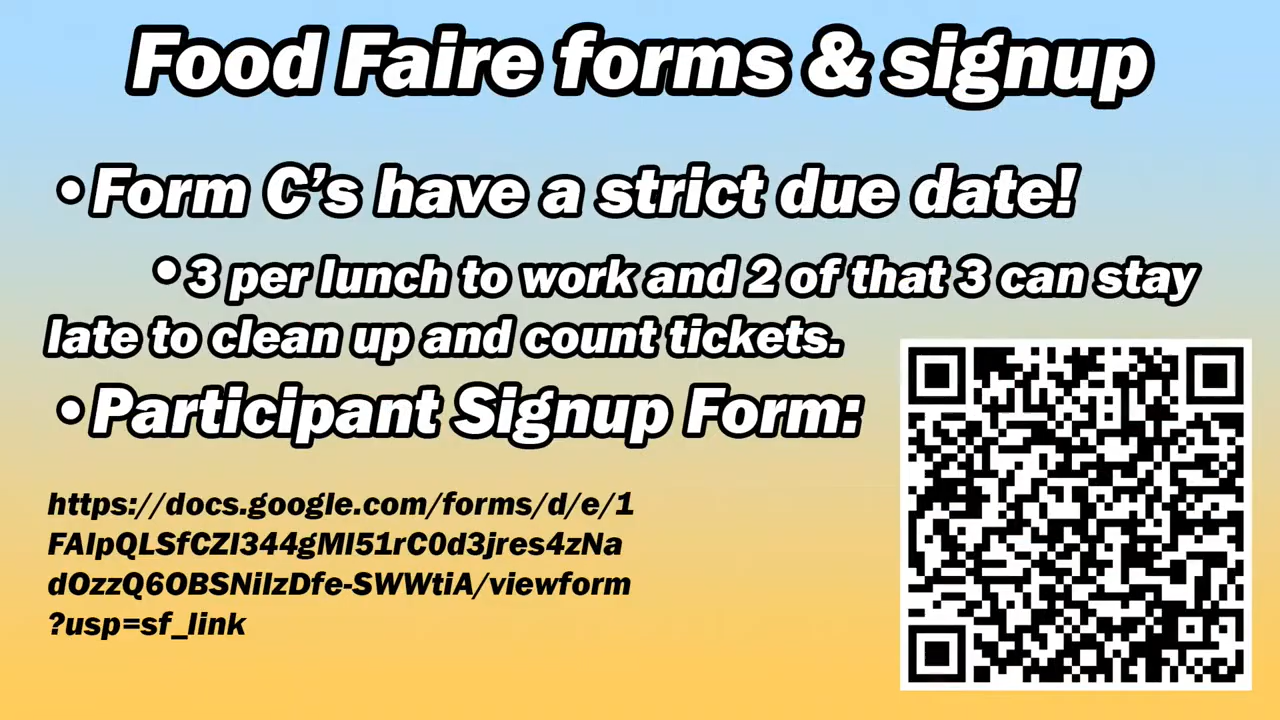 Food Faire forms & signup
•Form C’s have a strict due date!
•3 per lunch to work and 2 of that 3 can stay
late to clean up and count tickets.
•Participant Signup Form:
https://docs.google.com/forms/d/e/1
FAIpQLSfCZI344gMI51rC0d3jres4zNa
dOzzQ6OBSNilzDfe-SWWtiA/viewform
?usp=sf_link